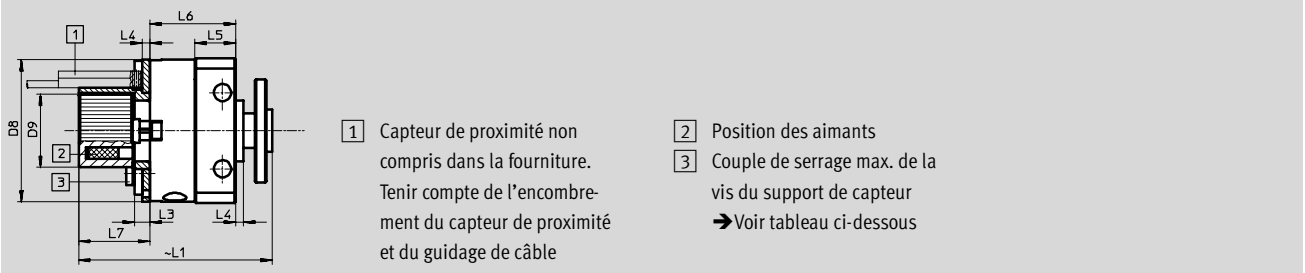 L6
1
L4
L5
D8
D9
2
3
L3
L4
L7
~L1
1 Capteur de proximité non
compris dans la fourniture.
Tenir compte de l'encombre-
ment du capteur de proximité
et du guidage de câble
2 Position des aimants
3 Couple de serrage max. de la
vis du support de capteur
➔Voir tableau ci-dessous